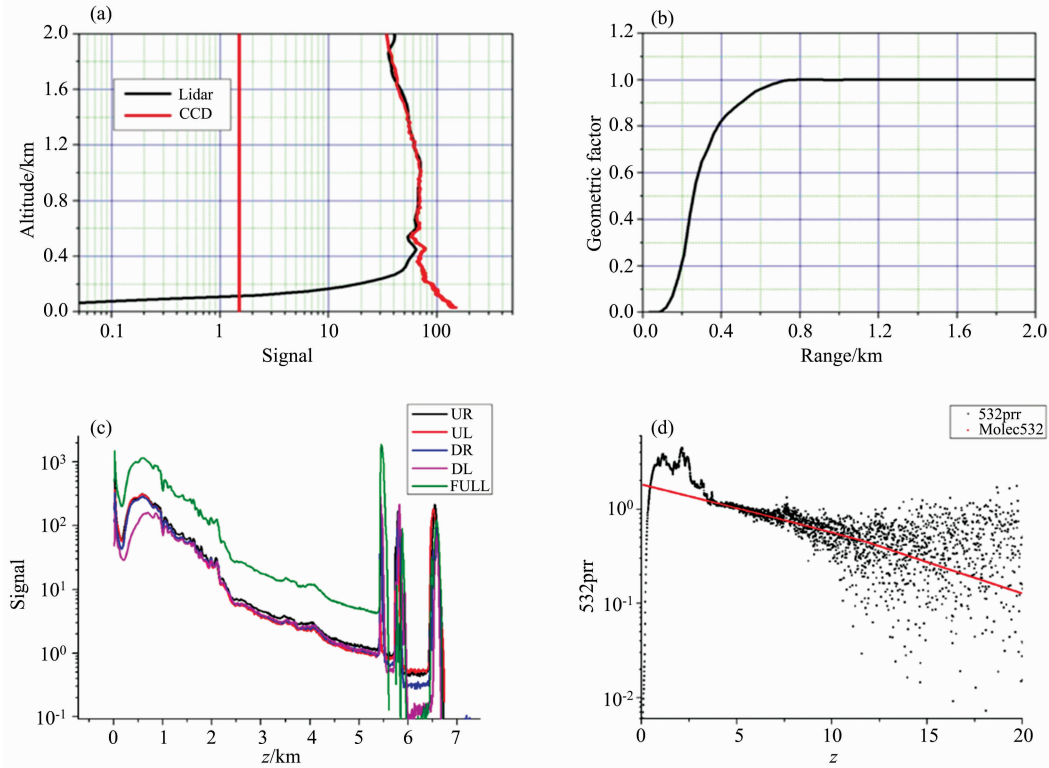 (a)
2.0
1.6
1.2
0.8
0.4
0.0
Altitude/km
Lidar
CCD
0.1 1 10 100
Signal
(b)
1.2
1.0
0.8
0.6
0.4
0.2
0.0
Geometric factor
0.0 0.4 0.8 1.2 1.6 2.0
Range/km
(c)
UR
UL
DR
DL
FULL
10³
10²
10¹
10⁰
10⁻¹
Signal
0 1 2 3 4 5 6 7
z/km
(d)
532prr
Molec532
10⁰
10⁻¹
10⁻²
532prr
0 5 10 15 20
z